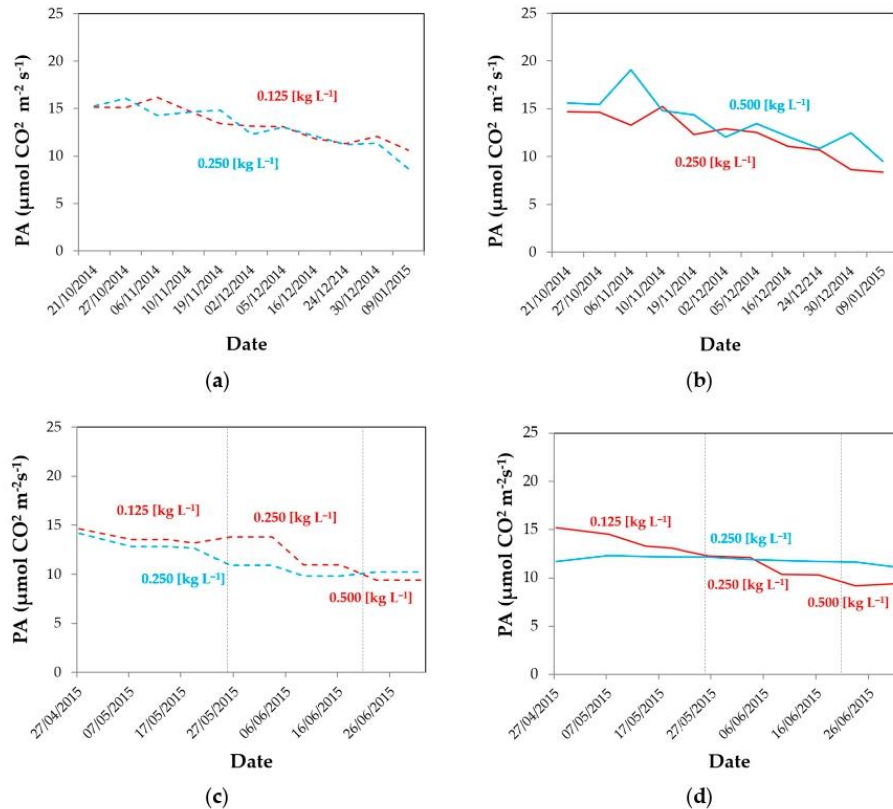 25
20
15
10
5
0
PA (µmol CO² m⁻² s⁻¹)
0.125 [kg L⁻¹]
0.250 [kg L⁻¹]
21/10/2014
27/10/2014
06/11/2014
10/11/2014
19/11/2014
02/12/2014
05/12/2014
16/12/2014
24/12/214
30/12/2014
09/01/2015
Date
(a)
25
20
15
10
5
0
PA (µmol CO² m⁻² s⁻¹)
0.500 [kg L⁻¹]
0.250 [kg L⁻¹]
21/10/2014
27/10/2014
06/11/2014
10/11/2014
19/11/2014
02/12/2014
05/12/2014
16/12/2014
24/12/214
30/12/2014
09/01/2015
Date
(b)
25
20
15
10
5
0
PA (µmol CO² m⁻²s⁻¹)
0.125 [kg L⁻¹]
0.250 [kg L⁻¹]
0.250 [kg L⁻¹]
0.500 [kg L⁻¹]
27/04/2015
07/05/2015
17/05/2015
27/05/2015
06/06/2015
16/06/2015
26/06/2015
Date
(c)
25
20
15
10
5
0
PA (µmol CO² m⁻²s⁻¹)
0.125 [kg L⁻¹]
0.250 [kg L⁻¹]
0.250 [kg L⁻¹]
0.500 [kg L⁻¹]
27/04/2015
07/05/2015
17/05/2015
27/05/2015
06/06/2015
16/06/2015
26/06/2015
Date
(d)